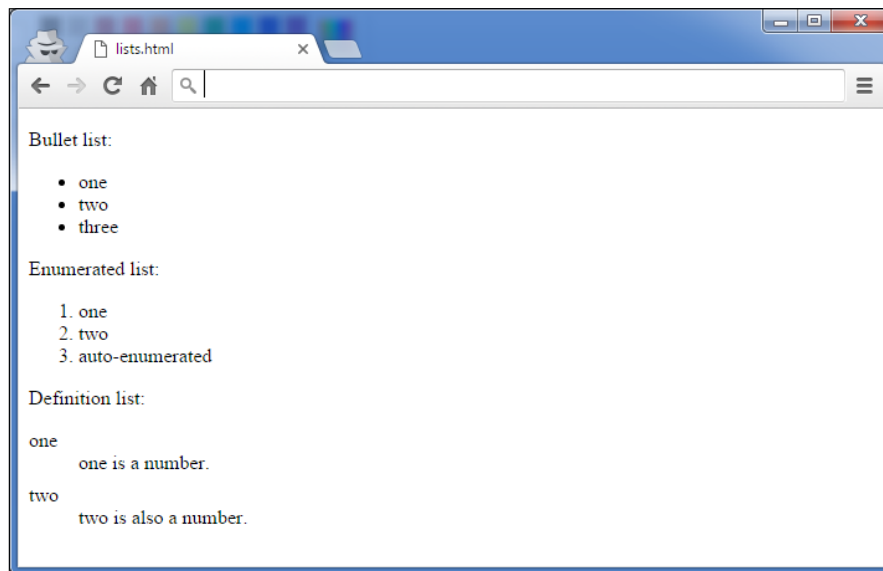 lists.html
Bullet list:
• one
• two
• three
Enumerated list:
1. one
2. two
3. auto-enumerated
Definition list:
one
one is a number.
two
two is also a number.